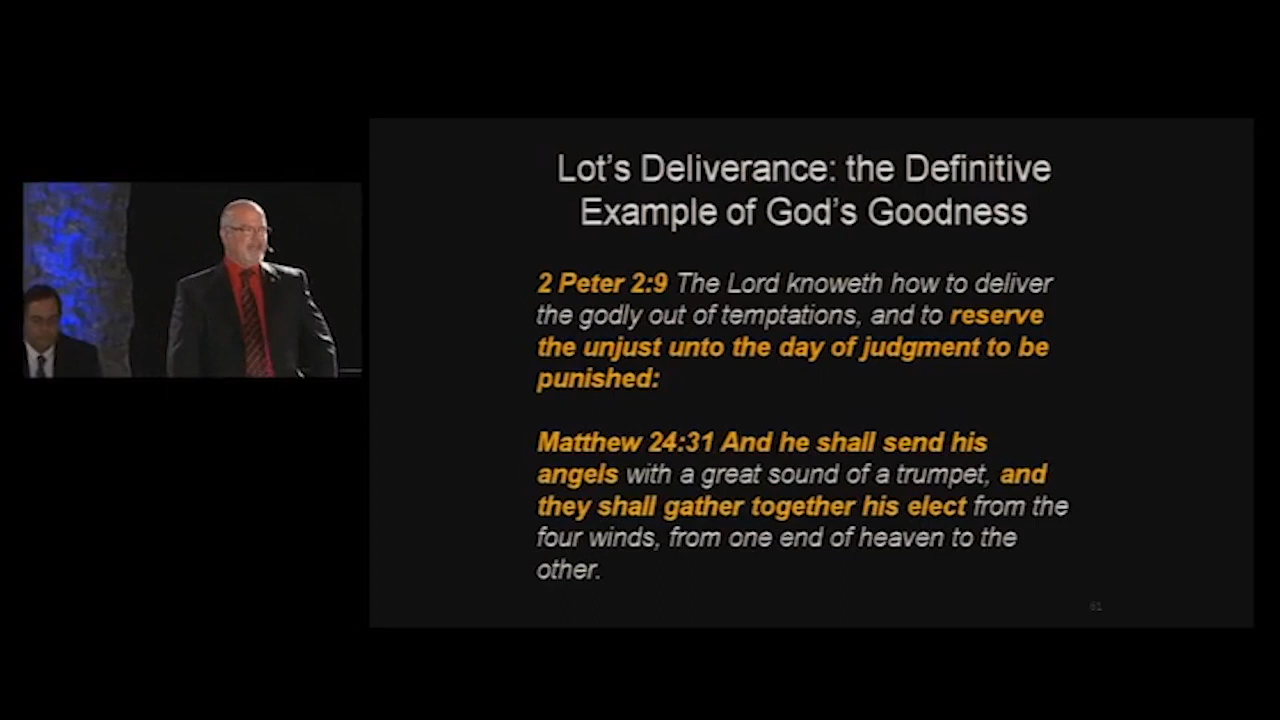 Lot's Deliverance: the Definitive
Example of God's Goodness
2 Peter 2:9 The Lord knoweth how to deliver
the godly out of temptations, and to reserve
the unjust unto the day of judgment to be
punished:
Matthew 24:31 And he shall send his
angels with a great sound of a trumpet, and
they shall gather together his elect from the
four winds, from one end of heaven to the
other.
61